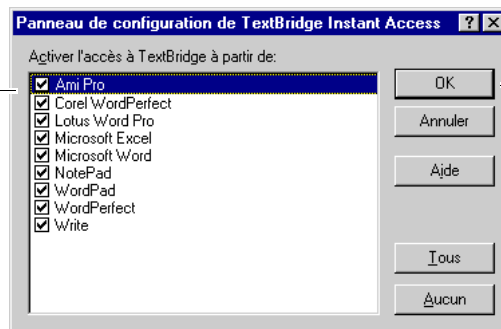 Panneau de configuration de TextBridge Instant Access
Activer l'accès à TextBridge à partir de:
Ami Pro
Corel WordPerfect
Lotus Word Pro
Microsoft Excel
Microsoft Word
NotePad
WordPad
WordPerfect
Write
OK
Annuler
Aide
Tous
Aucun